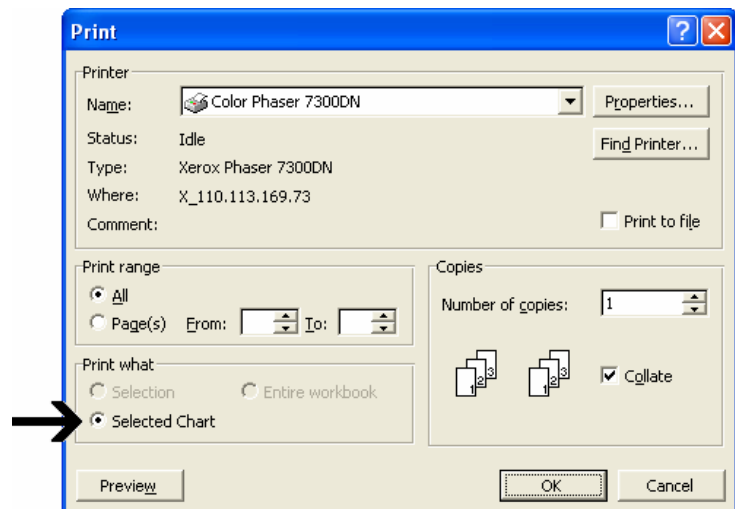 Print
Printer
Name: Color Phaser 7300DN Properties...
Status: Idle Find Printer...
Type: Xerox Phaser 7300DN
Where: X_110.113.169.73
Comment: Print to file
Print range
All
Page(s) From: To:
Copies
Number of copies: 1
1 2 3 1 2 3 Collate
Print what
Selection Entire workbook
Selected Chart
Preview OK Cancel